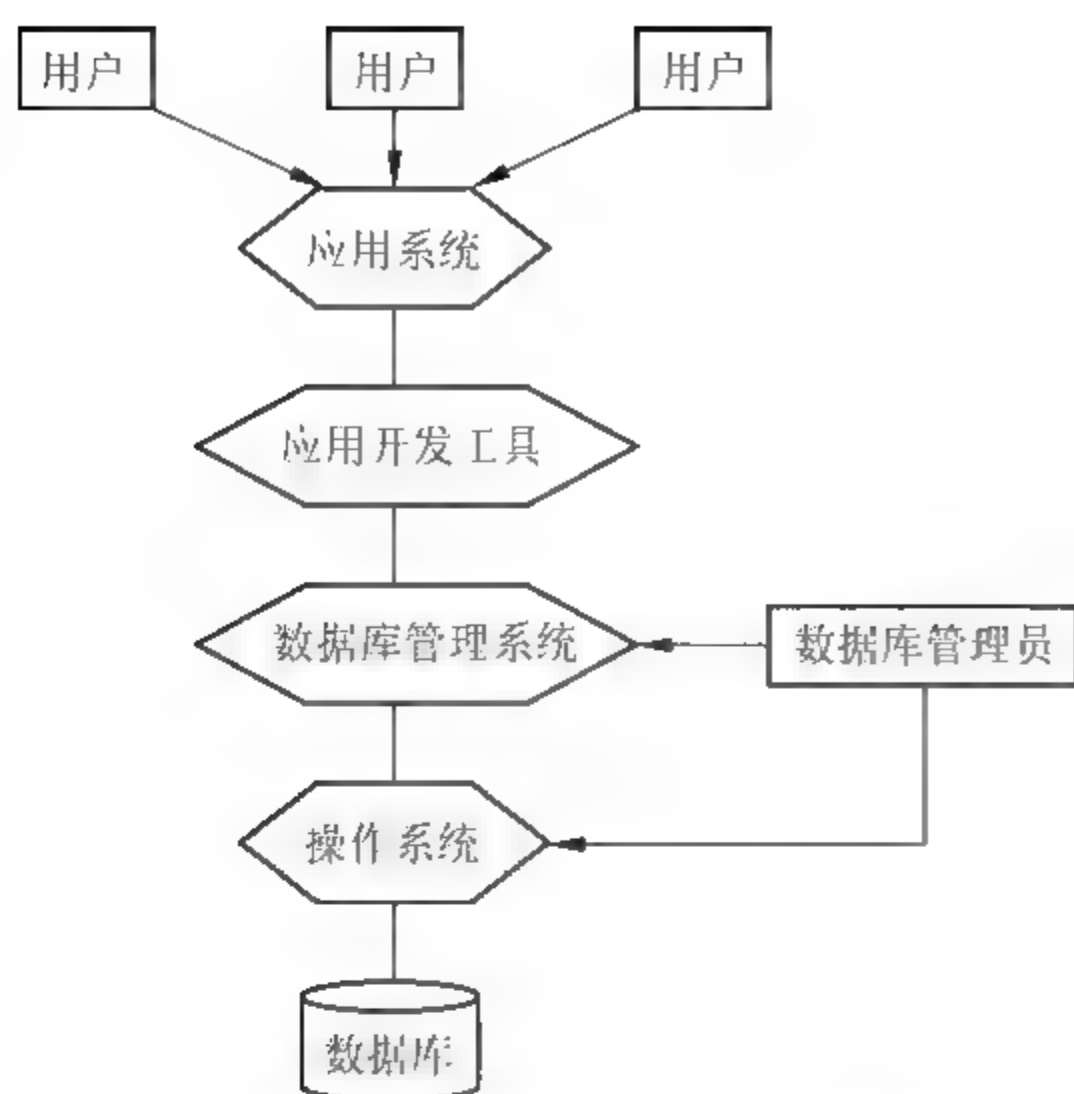 用户
用户
用户
应用系统
应用开发工具
数据库管理系统
数据库管理员
操作系统
数据库